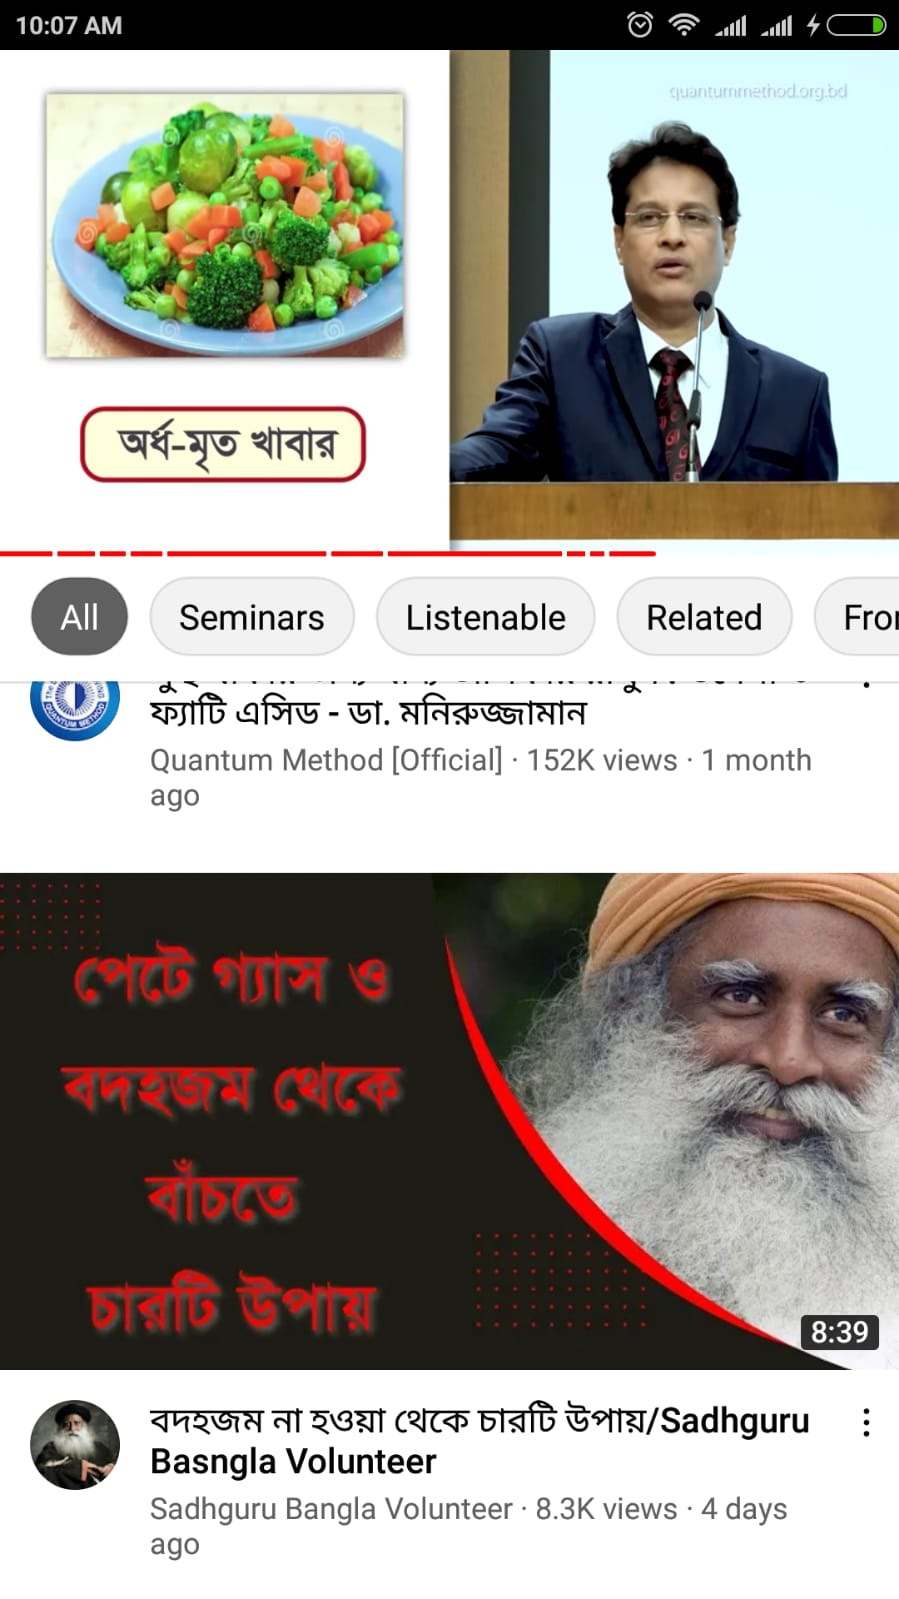 10:07 AM
quantummethod.org.bd
অর্ধ-মৃত খাবার
All
Seminars
Listenable
Related
ফ্যাটি এসিড - ডা. মনিরুজ্জামান
Quantum Method [Official] · 152K views · 1 month
ago
পেটে গ্যাস ও
বদহজম থেকে
বাঁচতে
চারটি উপায়
8:39
বদহজম না হওয়া থেকে চারটি উপায়/Sadhguru
Basngla Volunteer
Sadhguru Bangla Volunteer · 8.3K views · 4 days
ago